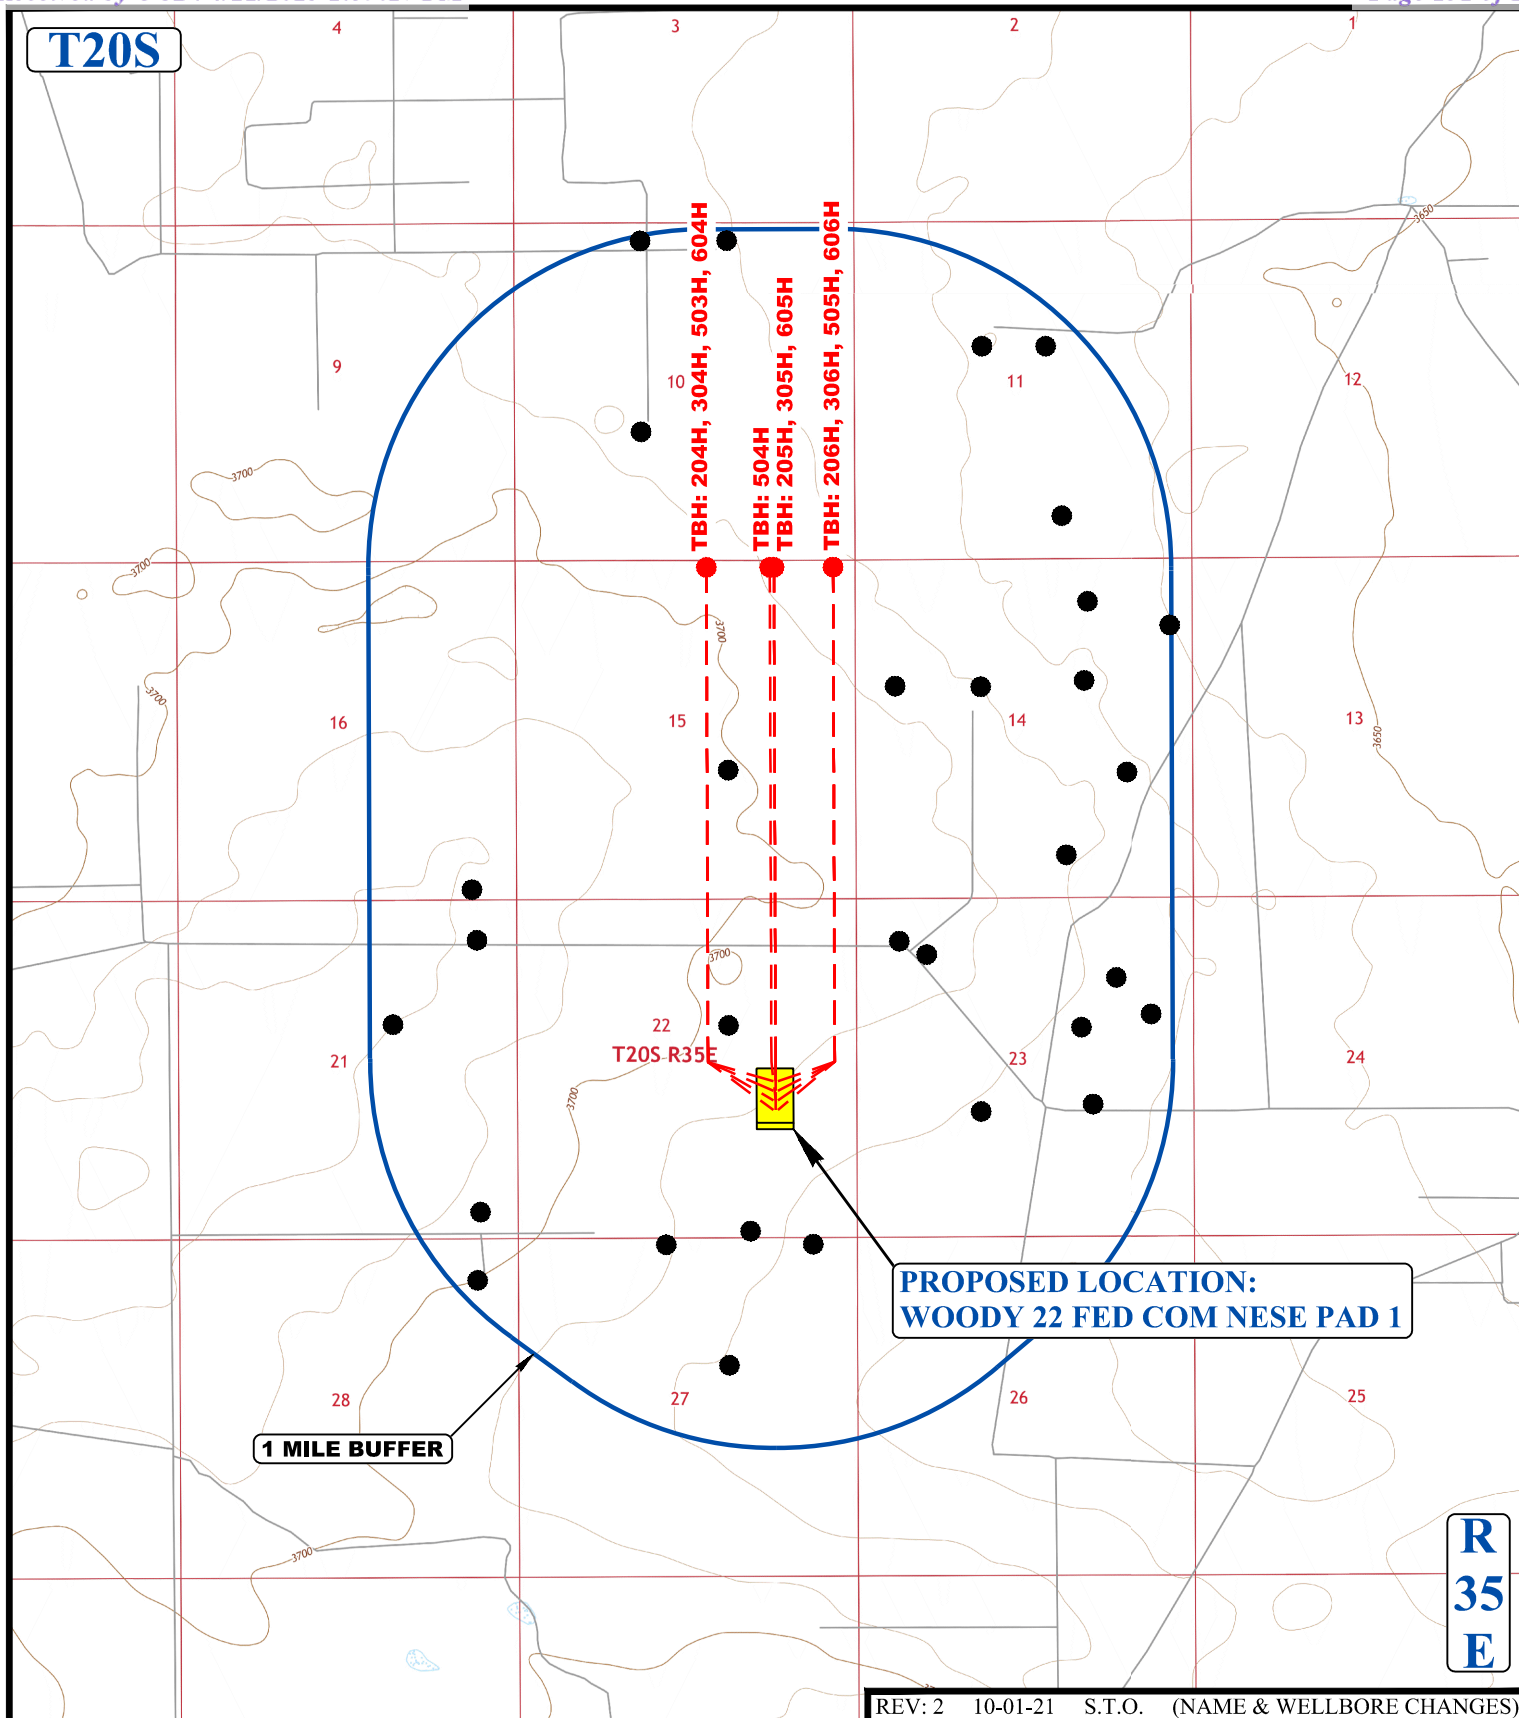 T20S
4
3
2
1
3650
TBH: 204H, 304H, 503H, 604H
TBH: 504H
TBH: 205H, 305H, 605H
TBH: 206H, 306H, 505H, 606H
9
10
11
12
3700
3700
3700
3700
16
15
14
13
3650
3700
22
T20S R35E
21
23
24
3700
PROPOSED LOCATION:
WOODY 22 FED COM NESE PAD 1
28
27
26
25
1 MILE BUFFER
3700
R
35
E
REV: 2 10-01-21 S.T.O. (NAME & WELLBORE CHANGES)